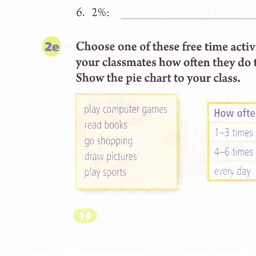 6. 2%:
2e
Choose one of these free time
your classmates how often they do
Show the pie chart to your class.
play computer games
read books
go shopping
draw pictures
play sports
How
1–3 times
4–6 times
every day
14